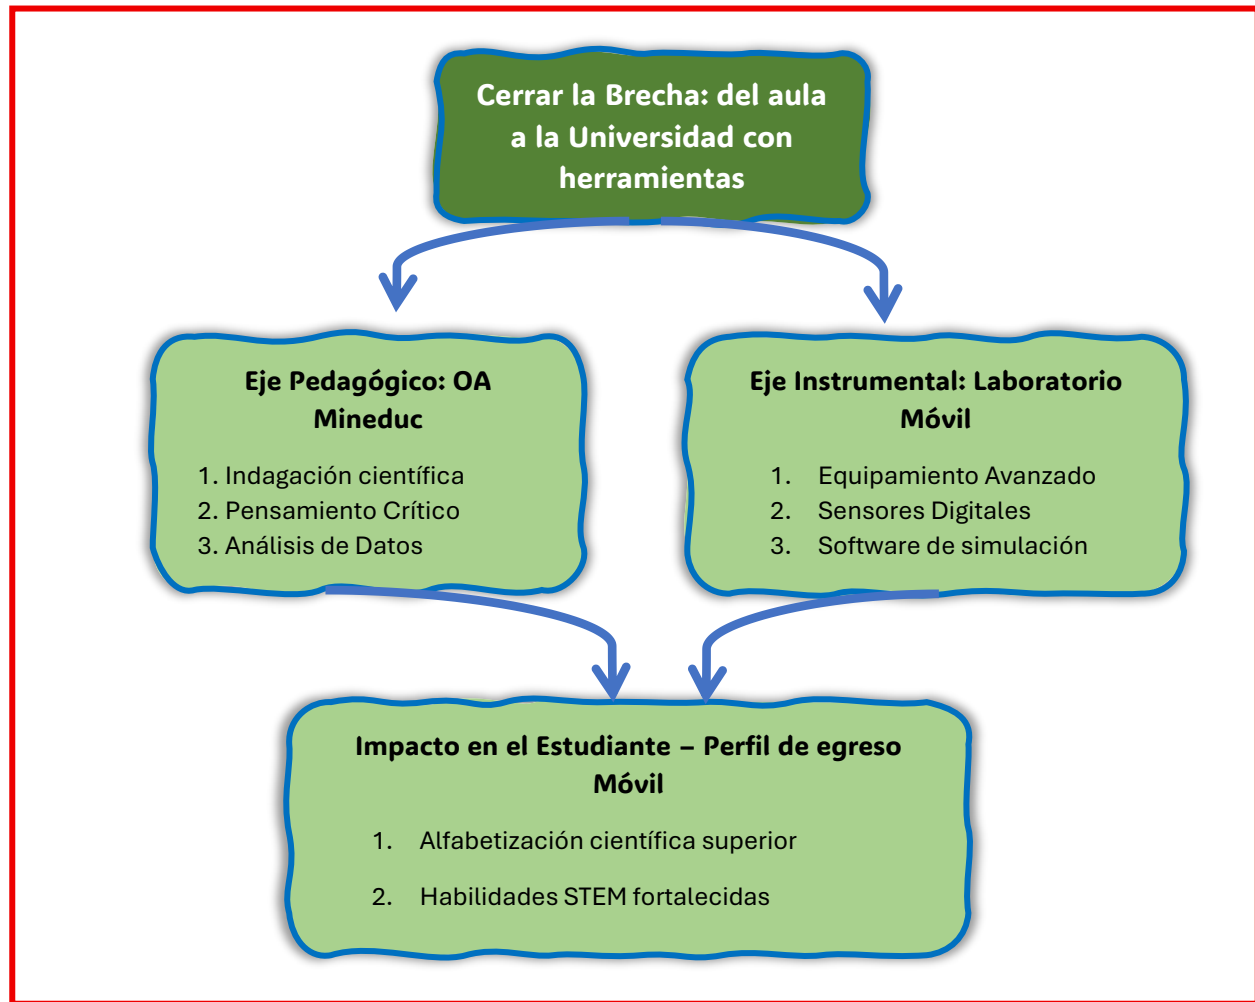 Cerrar la Brecha: del aula
a la Universidad con
herramientas
Eje Pedagógico: OA
Mineduc
1. Indagación científica
2. Pensamiento Crítico
3. Análisis de Datos
Eje Instrumental: Laboratorio
Móvil
1. Equipamiento Avanzado
2. Sensores Digitales
3. Software de simulación
Impacto en el Estudiante – Perfil de egreso
Móvil
1. Alfabetización científica superior
2. Habilidades STEM fortalecidas